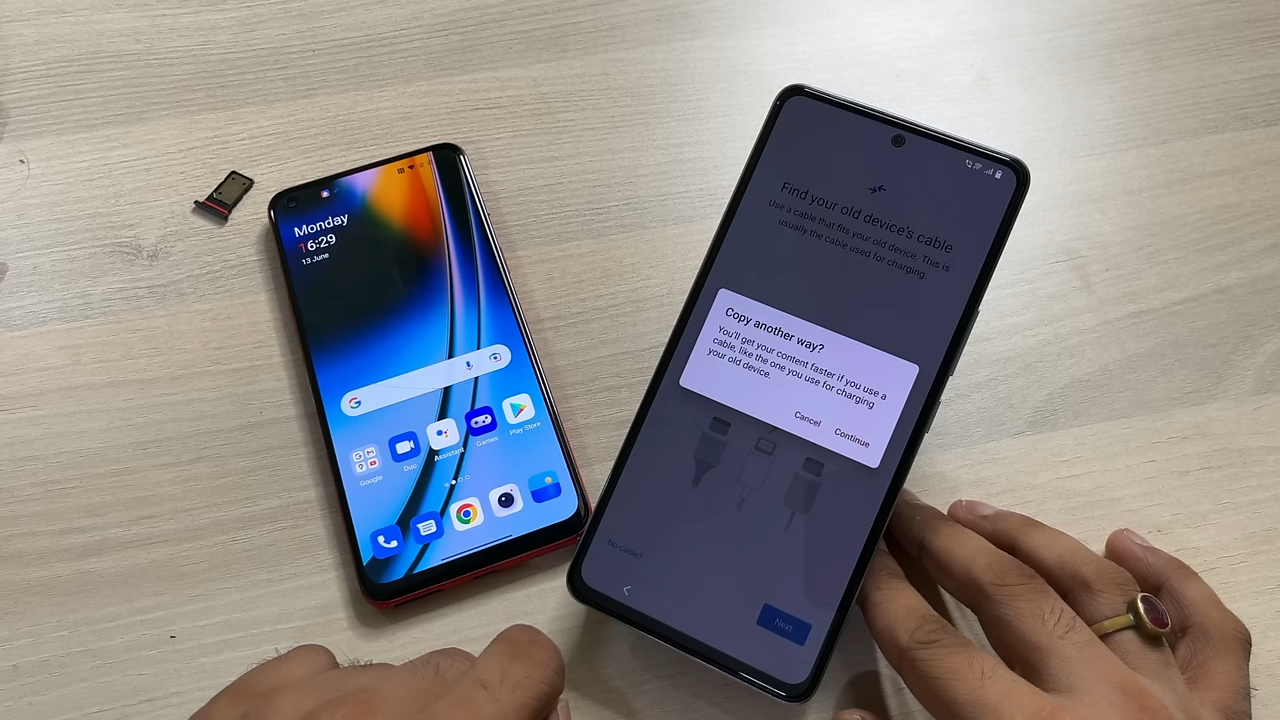 Monday
16:29
13 June
Google
Duo
Assistant
Games
Play Store
Find your old device's cable
Use a cable that fits your old device. This is
usually the cable used for charging.
Copy another way?
You'll get your content faster if you use a
cable, like the one you use for charging
your old device.
Cancel
Continue
No cable?
Next